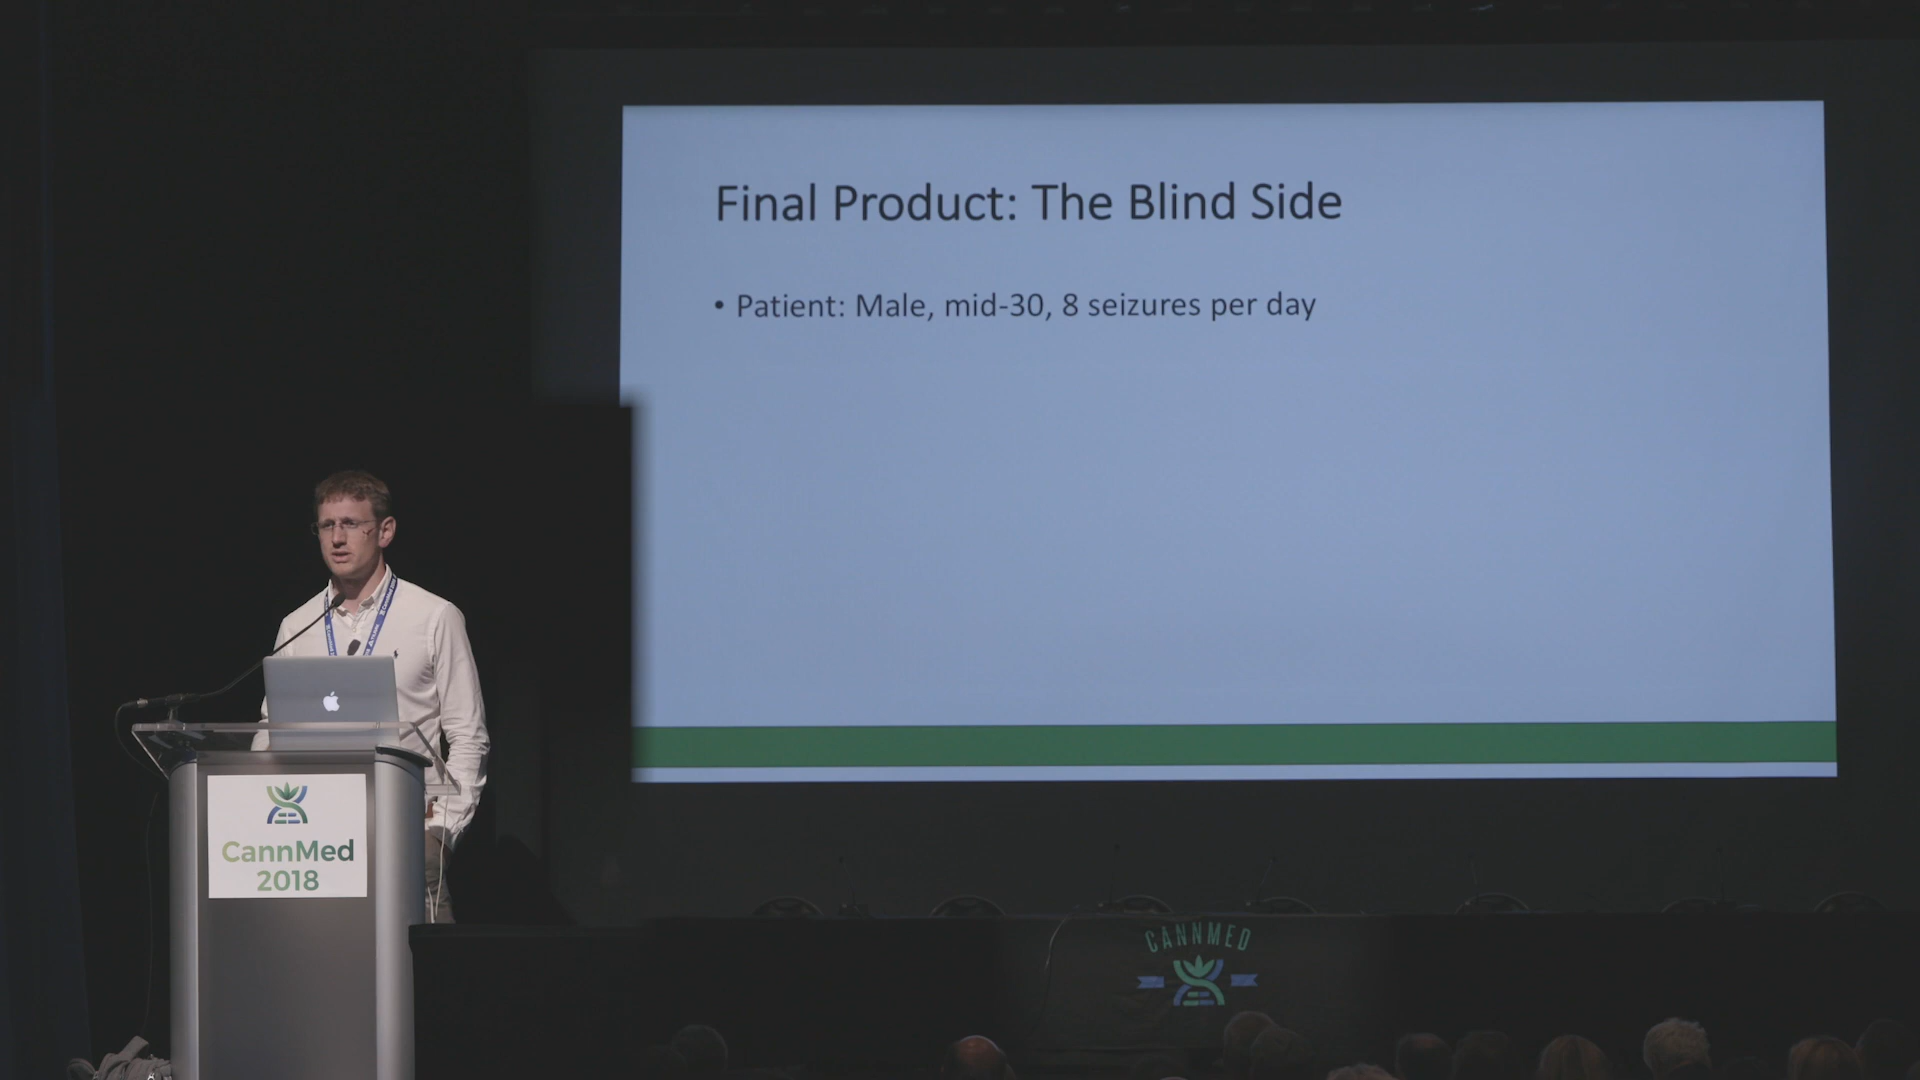 Final Product: The Blind Side
• Patient: Male, mid-30, 8 seizures per day
CannMed
2018
CANNMED